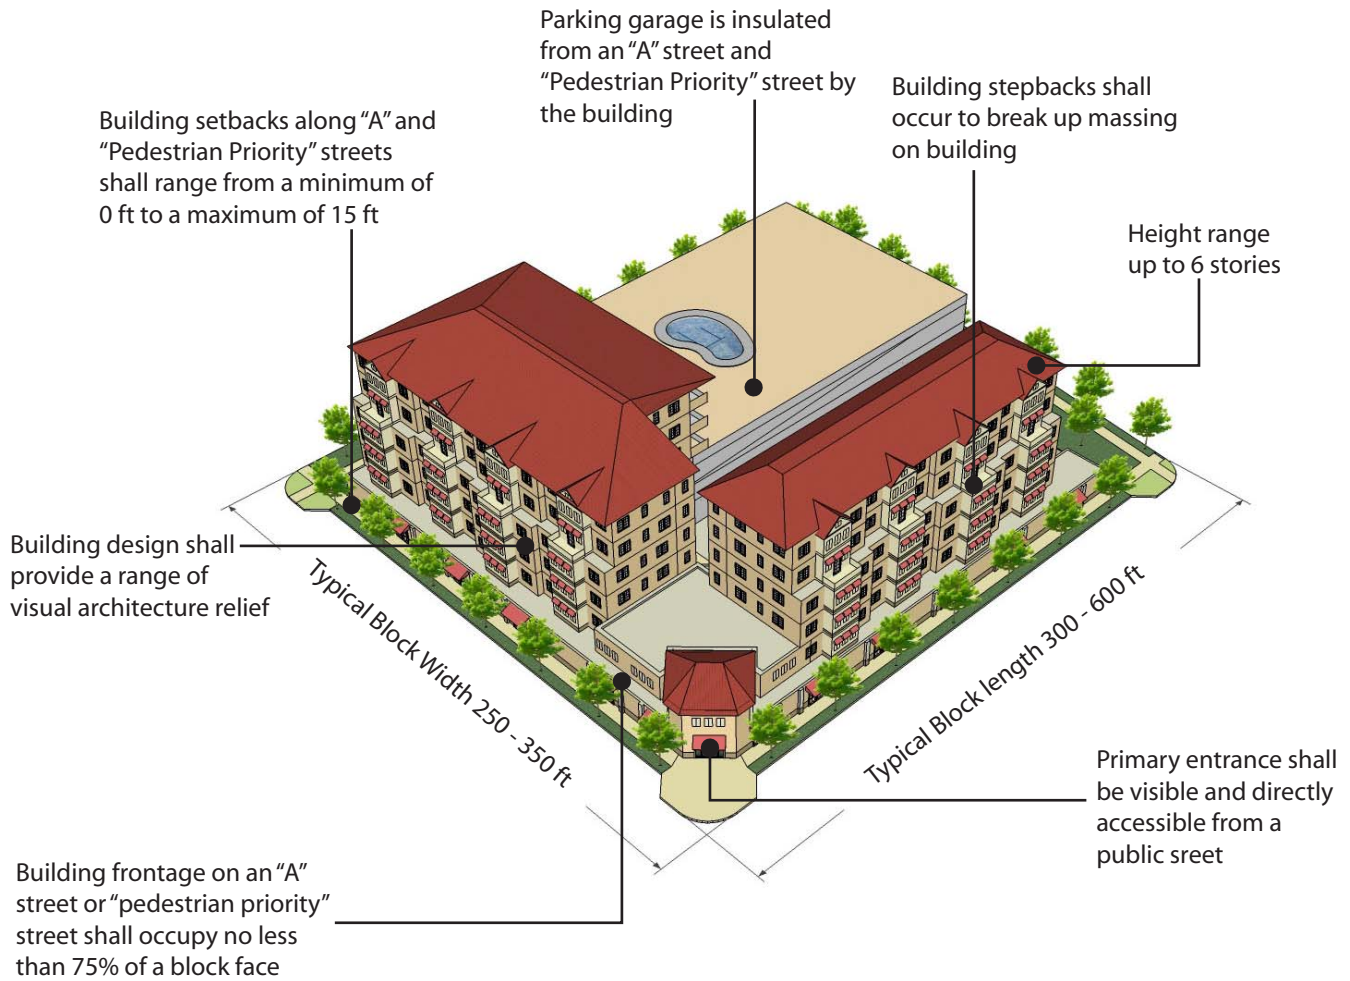 Parking garage is insulated
from an “A” street and
“Pedestrian Priority” street by
the building
Building stepbacks shall
occur to break up massing
on building
Building setbacks along “A” and
“Pedestrian Priority” streets
shall range from a minimum of
0 ft to a maximum of 15 ft
Height range
up to 6 stories
Building design shall
provide a range of
visual architecture relief
Typical Block Width 250 - 350 ft
Typical Block length 300 - 600 ft
Primary entrance shall
be visible and directly
accessible from a
public sreet
Building frontage on an “A”
street or “pedestrian priority”
street shall occupy no less
than 75% of a block face